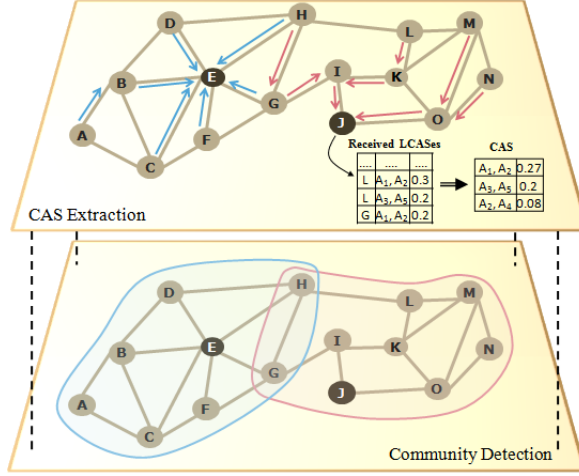 D
H
L
M
B
E
I
K
N
G
A
F
J
O
C
Received LCASes
CAS
.... .... ....
L A1, A2 0.3
L A3, A5 0.2
G A1, A2 0.2
A1, A2 0.27
A3, A5 0.2
A2, A4 0.08
CAS Extraction
D
H
L
M
B
E
I
K
N
G
A
F
J
O
C
Community Detection